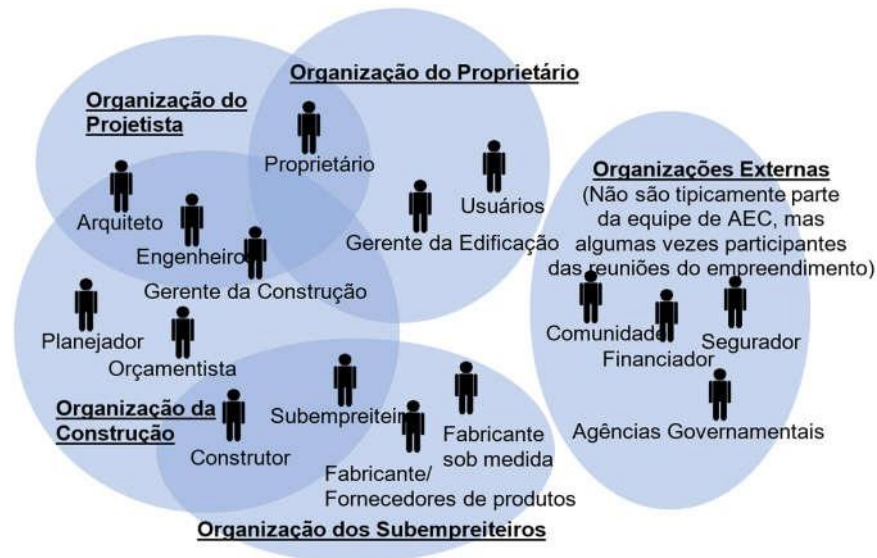 Organização do Proprietário
Organização do
Projetista
Proprietário
Arquiteto
Engenheiro
Gerente da Construção
Usuários
Gerente da Edificação
Organizações Externas
(Não são tipicamente parte
da equipe de AEC, mas
algumas vezes participantes
das reuniões do empreendimento)
Comunidade
Financiador
Segurador
Agências Governamentais
Planejador
Orçamentista
Organização da
Construção
Construtor
Subempreiteir
Fabricante
sob medida
Fabricante/
Fornecedores de produtos
Organização dos Subempreiteiros